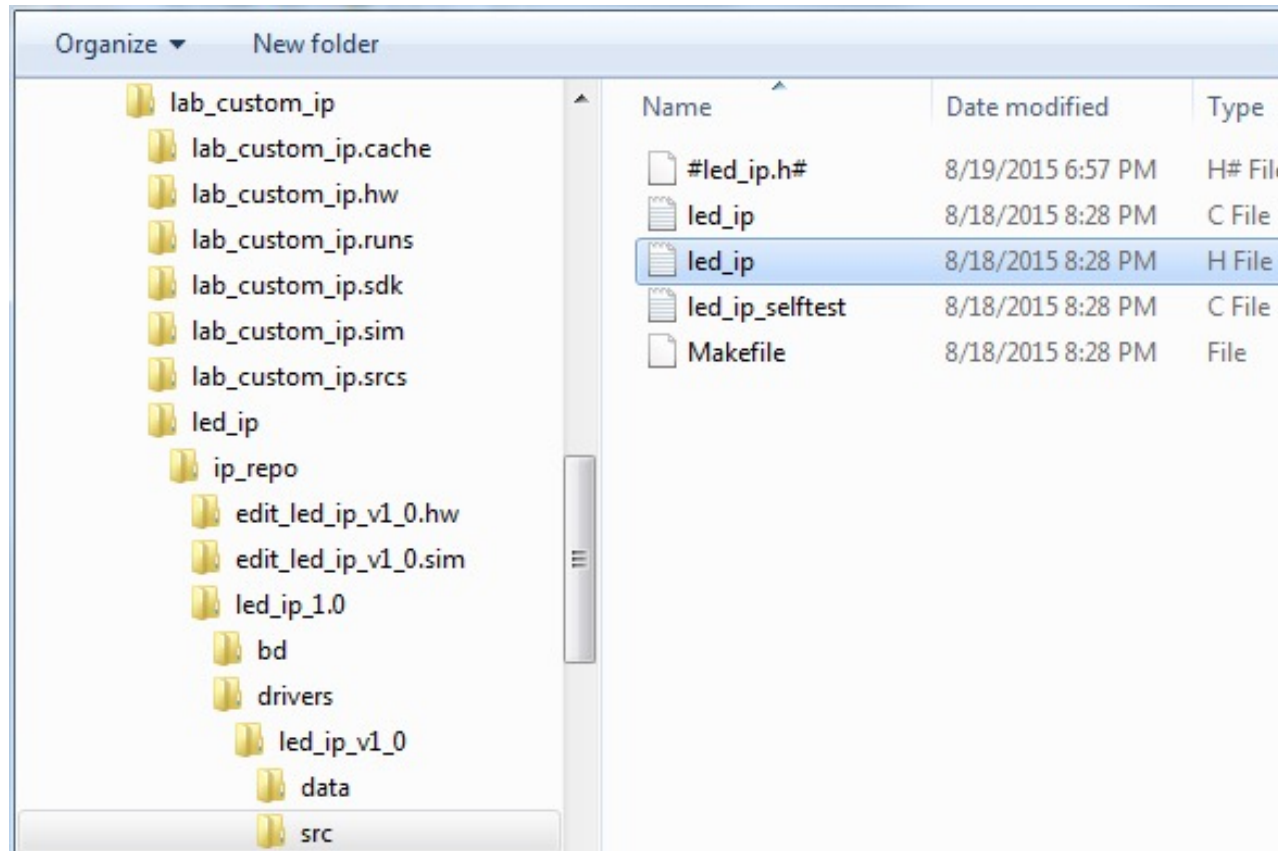 Organize New folder
lab_custom_ip
lab_custom_ip.cache
lab_custom_ip.hw
lab_custom_ip.runs
lab_custom_ip.sdk
lab_custom_ip.sim
lab_custom_ip.srcs
led_ip
ip_repo
edit_led_ip_v1_0.hw
edit_led_ip_v1_0.sim
led_ip_1.0
bd
drivers
led_ip_v1_0
data
src
Name Date modified Type
#led_ip.h# 8/19/2015 6:57 PM H# File
led_ip 8/18/2015 8:28 PM C File
led_ip 8/18/2015 8:28 PM H File
led_ip_selftest 8/18/2015 8:28 PM C File
Makefile 8/18/2015 8:28 PM File